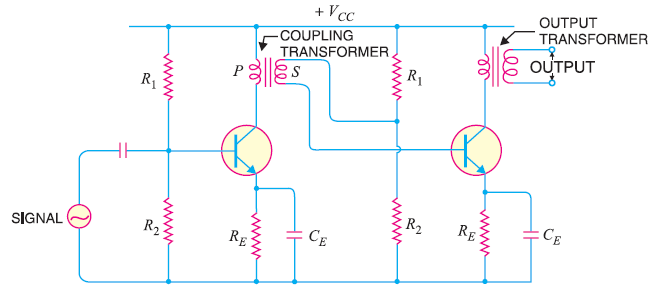 + V_CC
COUPLING
TRANSFORMER
OUTPUT
TRANSFORMER
P
S
R_1
R_1
OUTPUT
SIGNAL
R_2
R_E
C_E
R_2
R_E
C_E